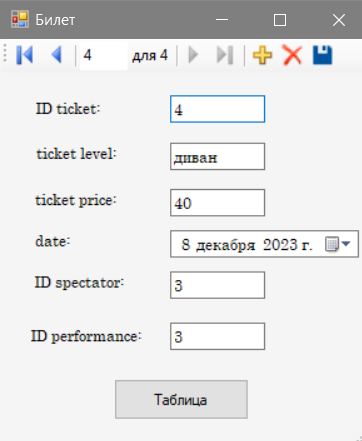 Билет
4 для 4
ID ticket: 4
ticket level: диван
ticket price: 40
date: 8 декабря 2023 г.
ID spectator: 3
ID performance: 3
Таблица